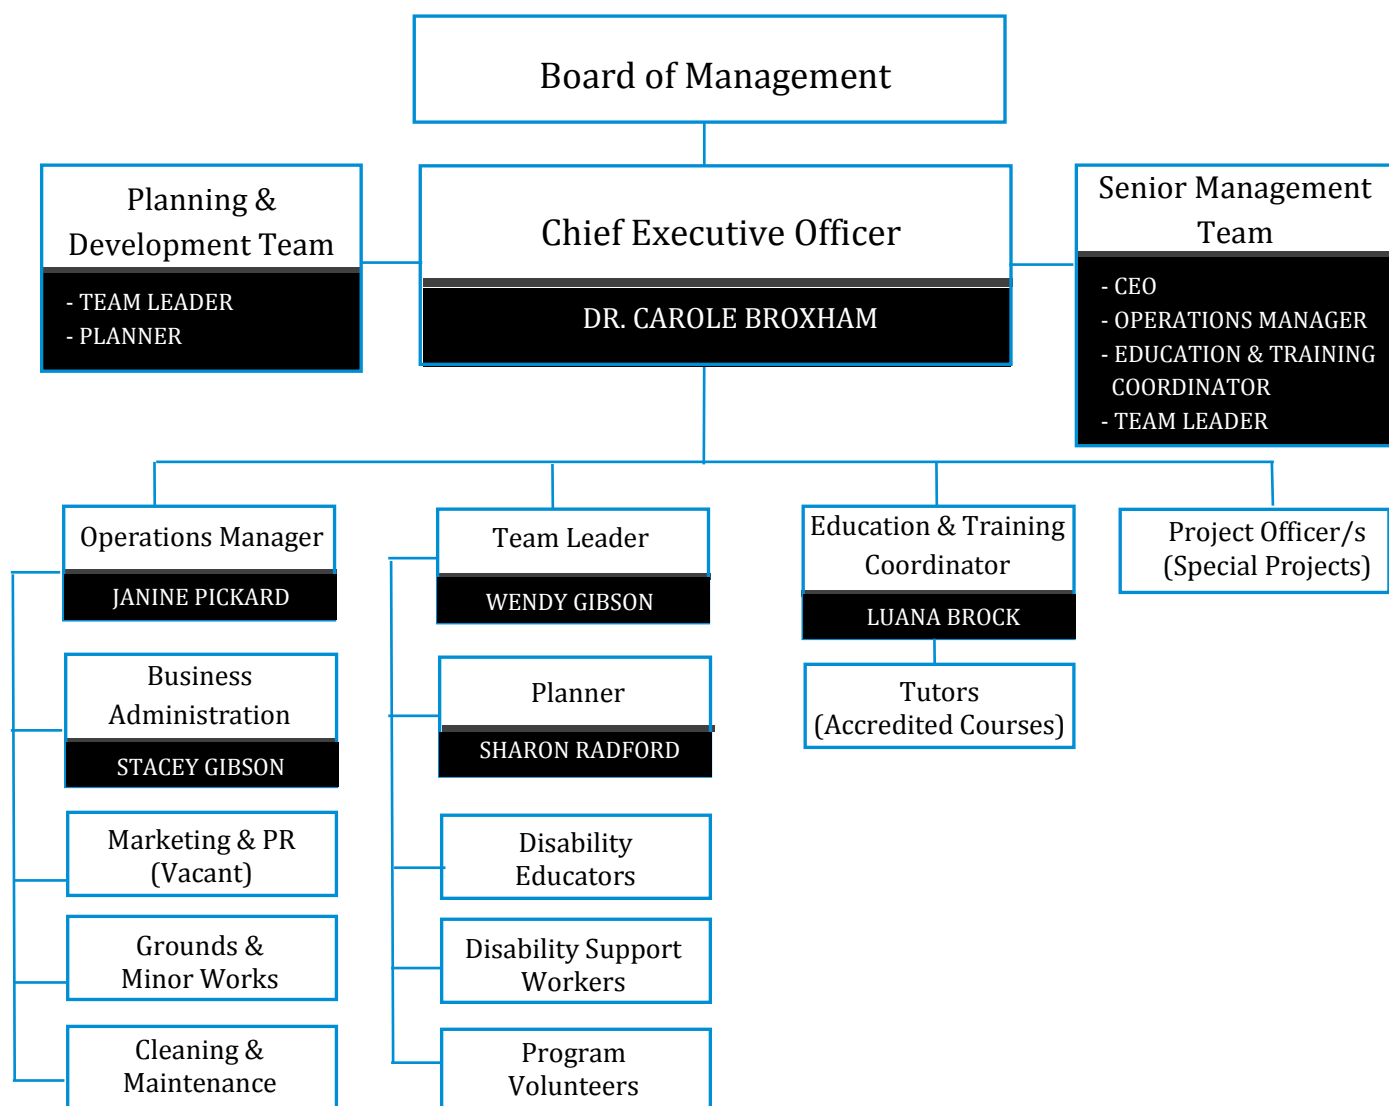 Board of Management
Planning &
Development Team
- TEAM LEADER
- PLANNER
Chief Executive Officer
DR. CAROLE BROXHAM
Senior Management
Team
- CEO
- OPERATIONS MANAGER
- EDUCATION & TRAINING
COORDINATOR
- TEAM LEADER
Operations Manager
JANINE PICKARD
Business
Administration
STACEY GIBSON
Marketing & PR
(Vacant)
Grounds &
Minor Works
Cleaning &
Maintenance
Team Leader
WENDY GIBSON
Planner
SHARON RADFORD
Disability
Educators
Disability Support
Workers
Program
Volunteers
Education & Training
Coordinator
LUANA BROCK
Tutors
(Accredited Courses)
Project Officer/s
(Special Projects)